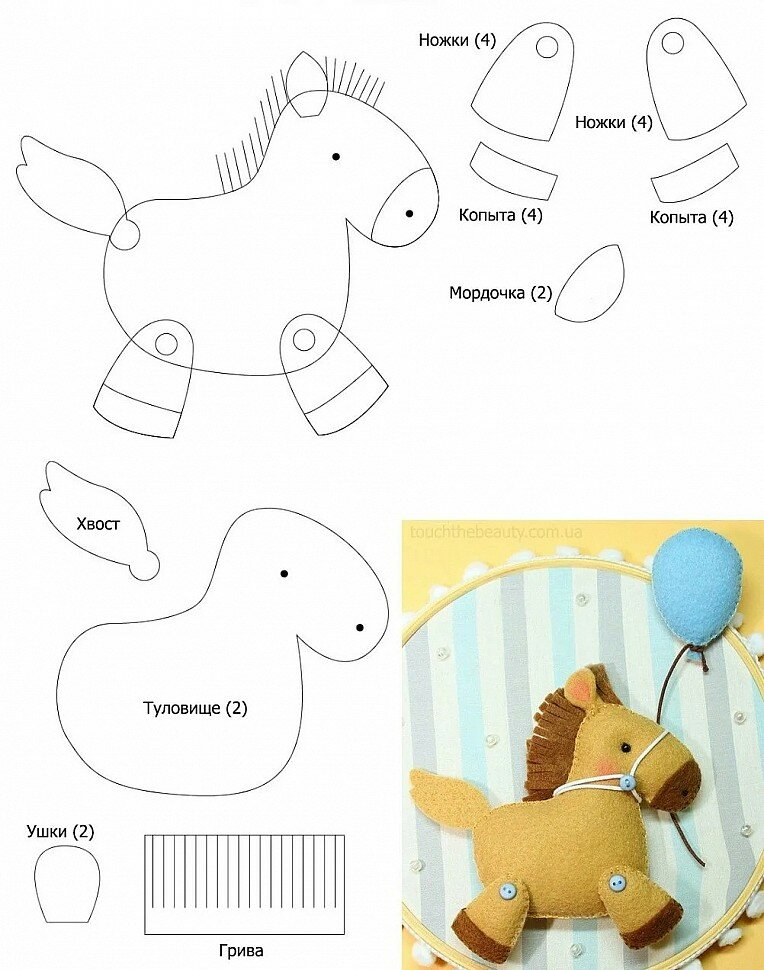 Ножки (4)
Ножки (4)
Копыта (4)
Копыта (4)
Мордочка (2)
Хвост
touchthebeauty.com.ua
Туловище (2)
Ушки (2)
Грива